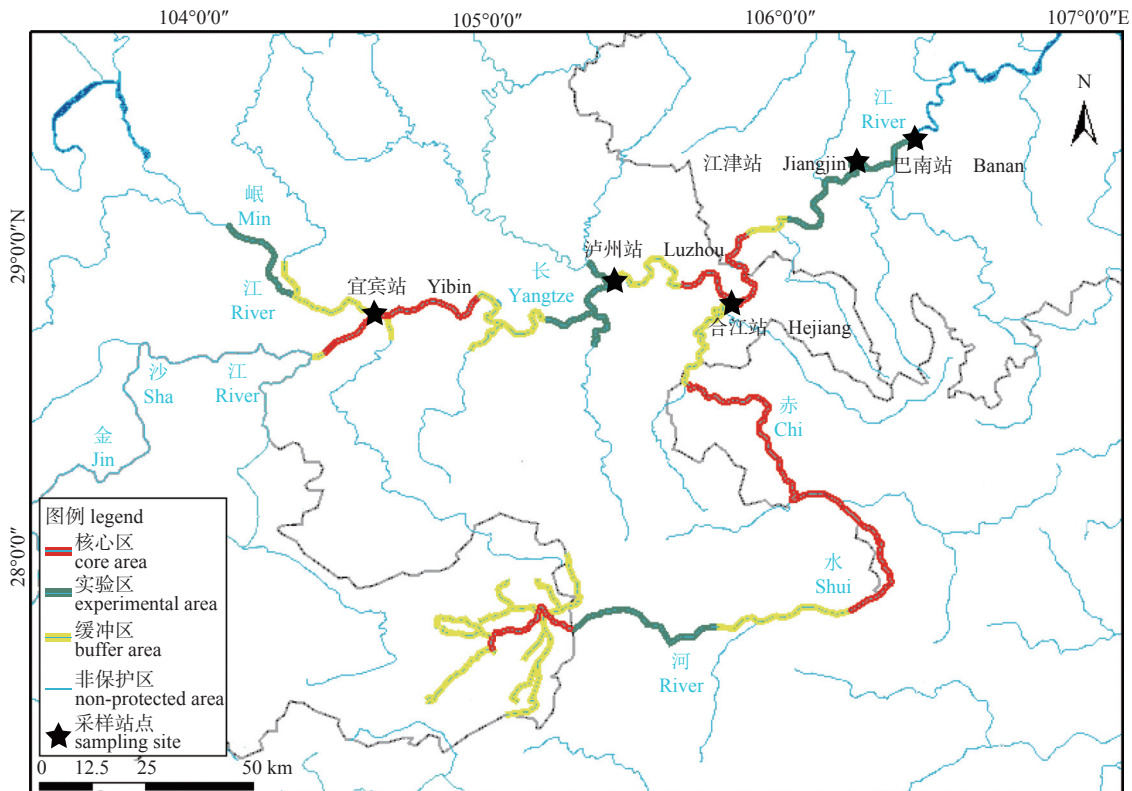 104°0′0″
105°0′0″
106°0′0″
107°0′0″E
N
江
River
江津站 Jiangjin
巴南站 Banan
岷
Min
29°0′0″N
泸州站 Luzhou
长
Yangtze
宜宾站 Yibin
江
River
合江站 Hejiang
沙
Sha
江
River
赤
Chi
金
Jin
28°0′0″
水
Shui
河
River
图例 legend
核心区
core area
实验区
experimental area
缓冲区
buffer area
非保护区
non-protected area
采样站点
sampling site
0 12.5 25 50 km